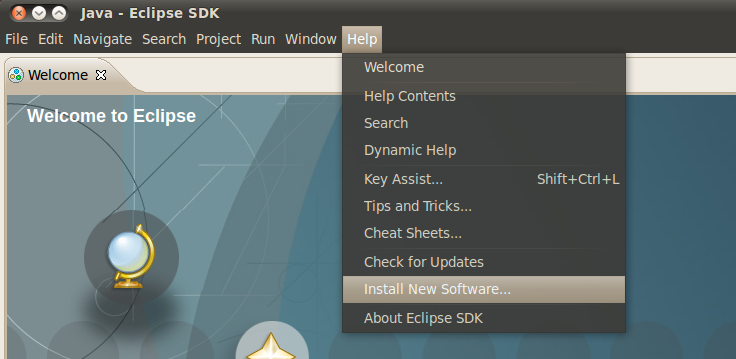 Java - Eclipse SDK
File Edit Navigate Search Project Run Window Help
Welcome
Welcome to Eclipse
Welcome
Help Contents
Search
Dynamic Help
Key Assist... Shift+Ctrl+L
Tips and Tricks...
Cheat Sheets...
Check for Updates
Install New Software...
About Eclipse SDK